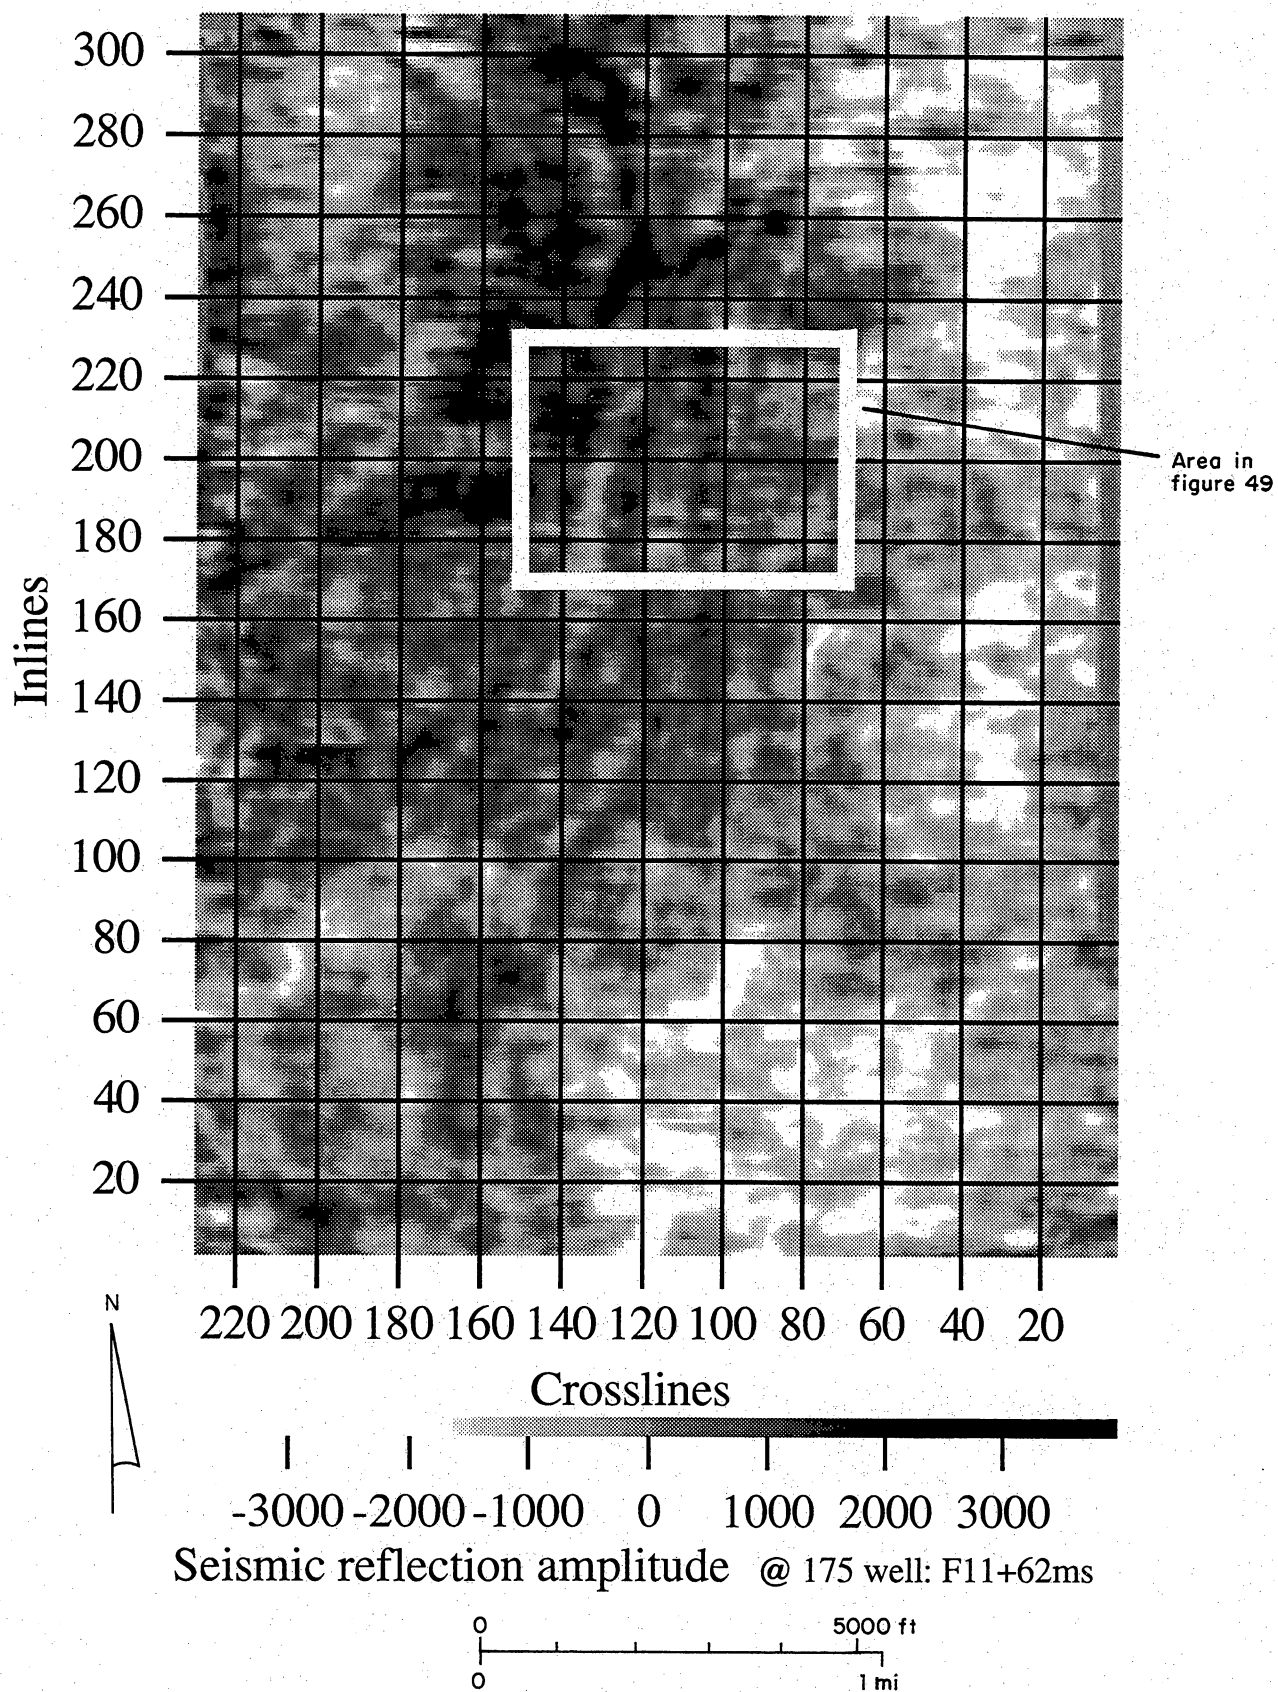 300
280
260
240
220
200
Area in
figure 49
180
160
Inlines
140
120
100
80
60
40
20
N
220 200 180 160 140 120 100 80 60 40 20
Crosslines
-3000 -2000 -1000 0 1000 2000 3000
Seismic reflection amplitude @ 175 well: F11+62ms
0 5000 ft
0 1 mi